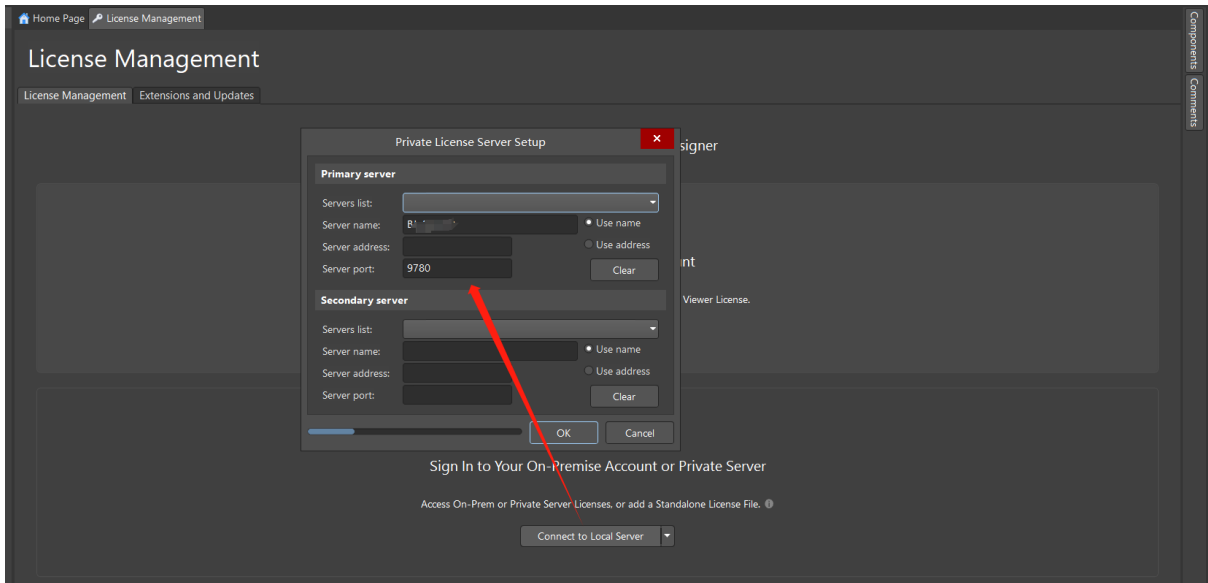 Home Page
License Management
License Management
License Management
Extensions and Updates
Components
Comments
Private License Server Setup
signer
Primary server
Servers list:
Server name:
Use name
Server address:
Use address
Server port: 9780
Clear
nt
Secondary server
Viewer License.
Servers list:
Server name:
Use name
Server address:
Use address
Server port:
Clear
OK
Cancel
Sign In to Your On-Premise Account or Private Server
Access On-Prem or Private Server Licenses, or add a Standalone License File.
Connect to Local Server